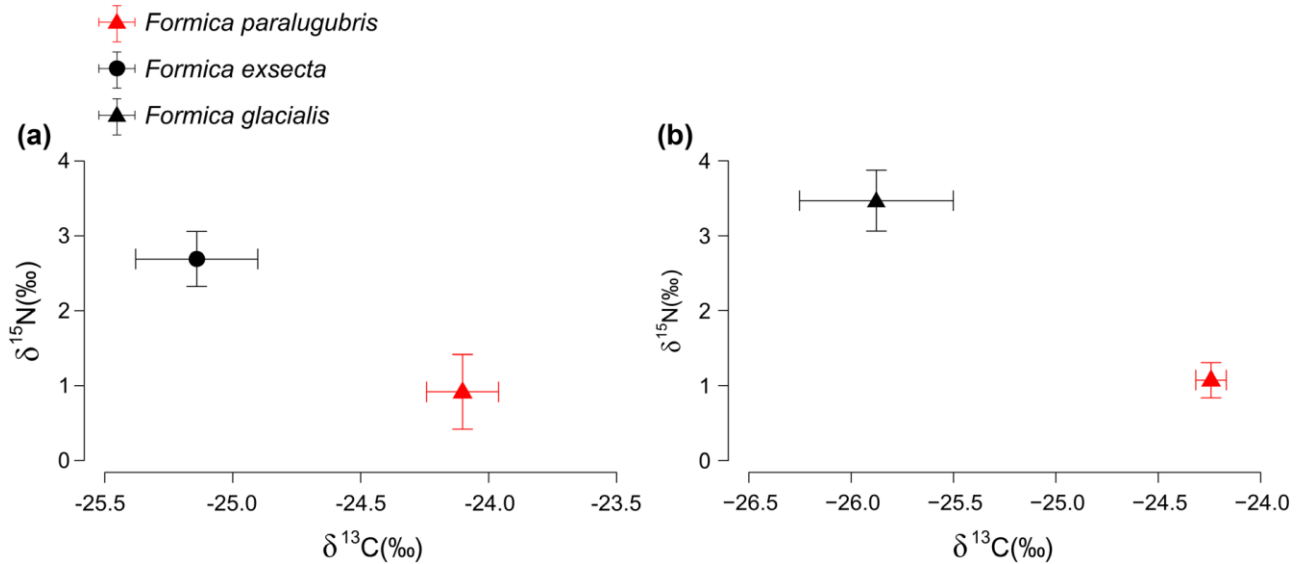 Formica paralugubris
Formica exsecta
Formica glacialis
(a)
4
3
2
1
0
δ¹⁵N(‰)
-25.5 -25.0 -24.5 -24.0 -23.5
δ ¹³C(‰)
(b)
4
3
2
1
0
δ¹⁵N(‰)
−26.5 −26.0 −25.5 −25.0 −24.5 −24.0
δ ¹³C(‰)